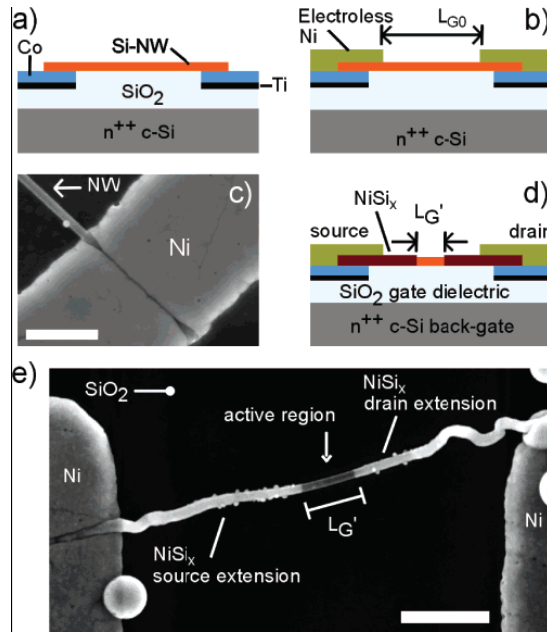 a)
Si-NW
Co
SiO2
Ti
n++ c-Si
b)
Electroless
Ni
LG0
n++ c-Si
c)
NW
Ni
d)
NiSix
LG'
source
drain
SiO2 gate dielectric
n++ c-Si back-gate
e)
SiO2
NiSix
drain extension
active region
Ni
LG'
NiSix
source extension
Ni